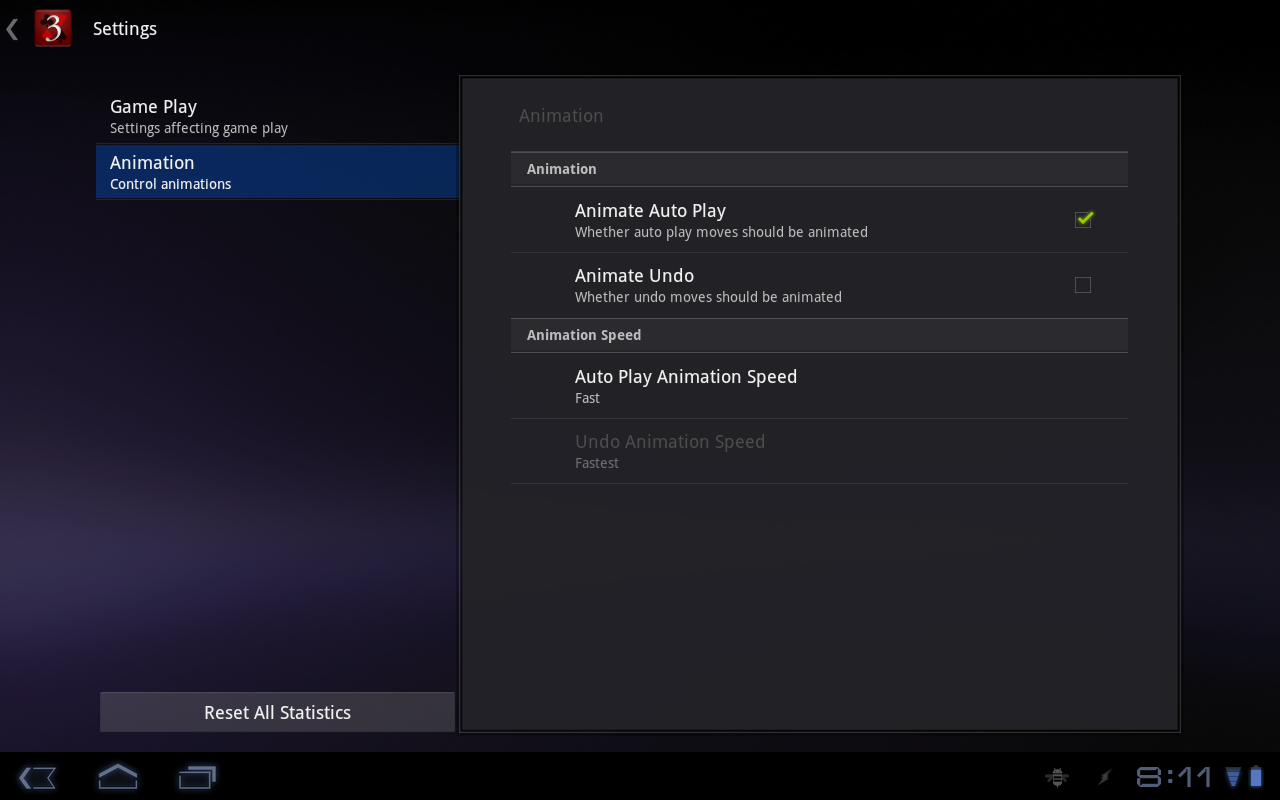 3 Settings
Game Play
Settings affecting game play
Animation
Control animations
Reset All Statistics
Animation
Animation
Animate Auto Play
Whether auto play moves should be animated
Animate Undo
Whether undo moves should be animated
Animation Speed
Auto Play Animation Speed
Fast
Undo Animation Speed
Fastest
8:11